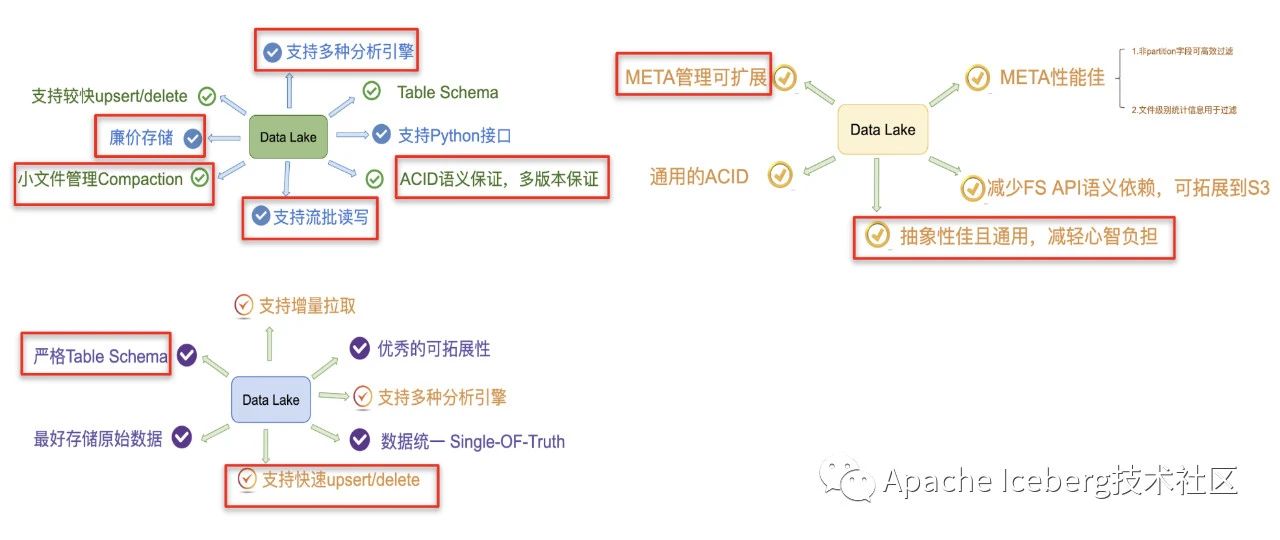 支持多种分析引擎
支持较快upsert/delete
Table Schema
廉价存储
Data Lake
支持Python接口
小文件管理Compaction
ACID语义保证，多版本保证
支持流批读写
META管理可扩展
META性能佳
1.非partition字段可高效过滤
2.文件级别统计信息用于过滤
Data Lake
通用的ACID
减少FS API语义依赖，可拓展到S3
抽象性佳且通用，减轻心智负担
支持增量拉取
严格Table Schema
优秀的可拓展性
Data Lake
支持多种分析引擎
最好存储原始数据
数据统一 Single-OF-Truth
支持快速upsert/delete
Apache Iceberg技术社区